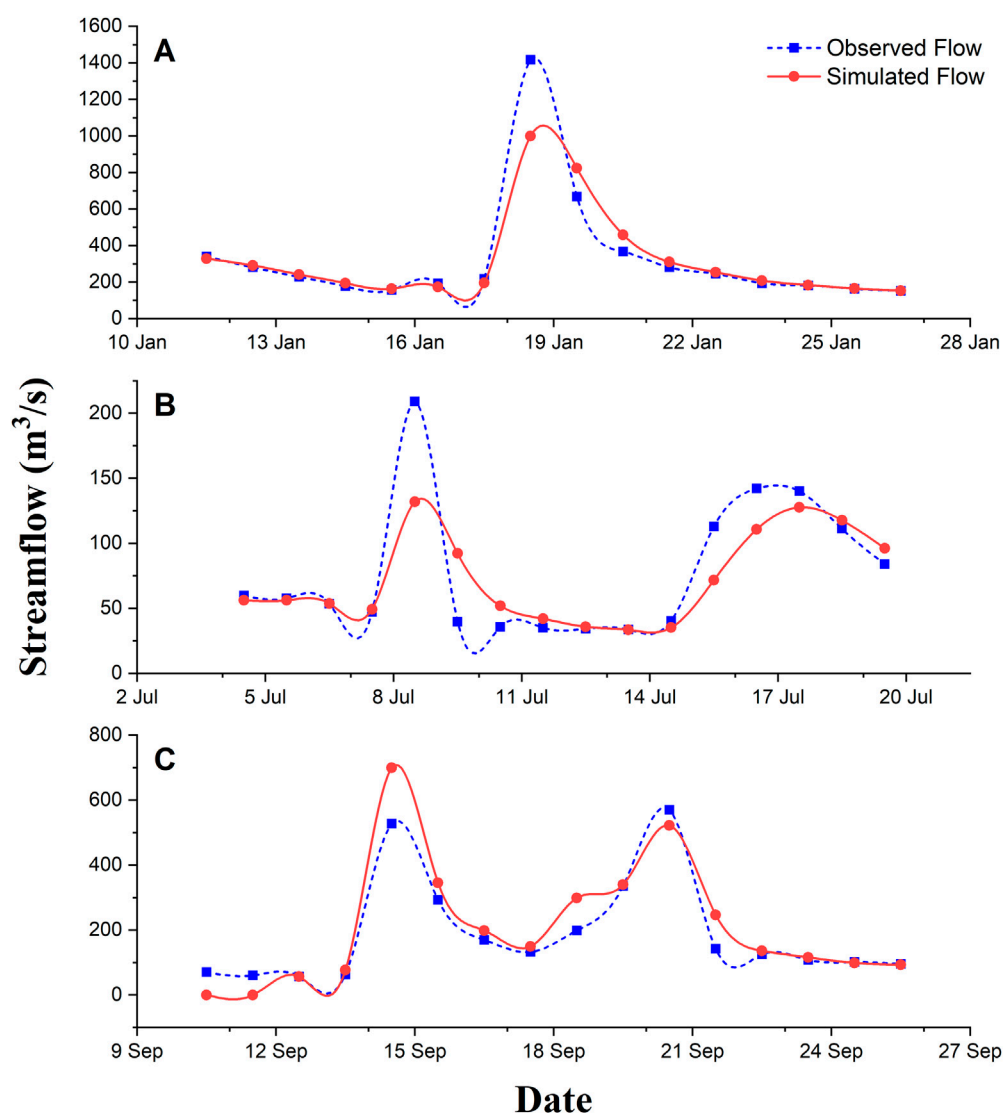 A
Observed Flow
Simulated Flow
1600
1400
1200
1000
800
600
400
200
0
10 Jan 13 Jan 16 Jan 19 Jan 22 Jan 25 Jan 28 Jan
B
200
150
100
50
0
2 Jul 5 Jul 8 Jul 11 Jul 14 Jul 17 Jul 20 Jul
Streamflow (m³/s)
C
800
600
400
200
0
9 Sep 12 Sep 15 Sep 18 Sep 21 Sep 24 Sep 27 Sep
Date